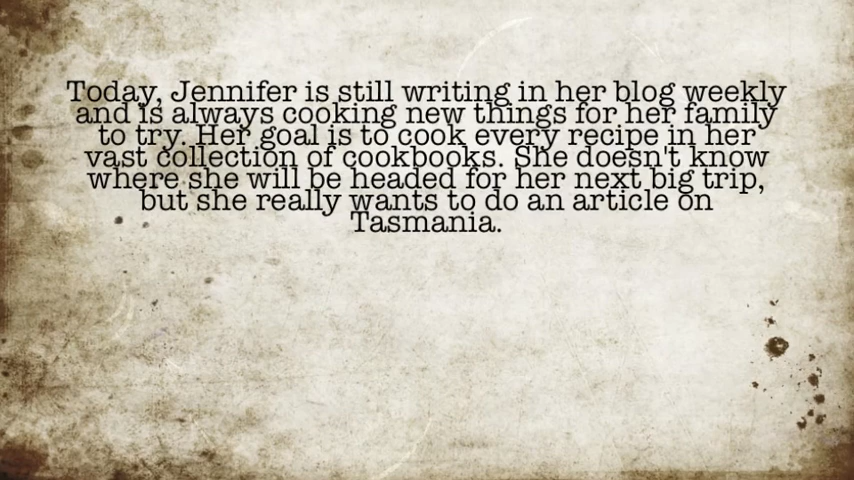 Today, Jennifer is still writing in her blog weekly
and is always cooking new things for her family
to try. Her goal is to cook every recipe in her
vast collection of cookbooks. She doesn't know
where she will be headed for her next big trip,
but she really wants to do an article on
Tasmania.